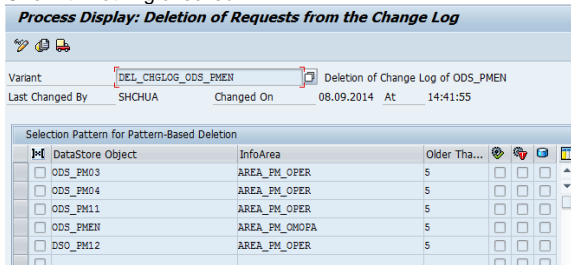 Process Display: Deletion of Requests from the Change Log
Variant DEL_CHGLOG_ODS_PMEN Deletion of Change Log of ODS_PMEN
Last Changed By SHCHUA Changed On 08.09.2014 At 14:41:55
Selection Pattern for Pattern-Based Deletion
DataStore Object InfoArea Older Tha...
ODS_PM03 AREA_PM_OPER 5
ODS_PM04 AREA_PM_OPER 5
ODS_PM11 AREA_PM_OPER 5
ODS_PMEN AREA_PM_OMOPA 5
DSO_PM12 AREA_PM_OPER 5